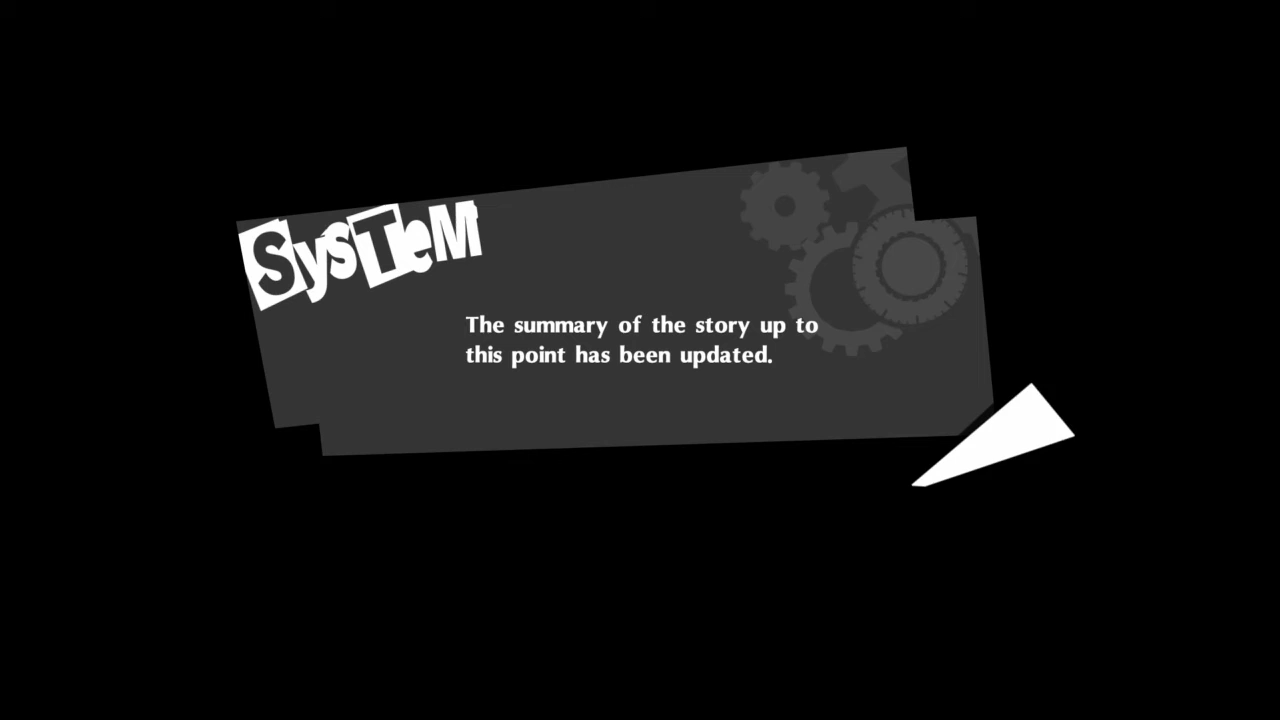 SysTeM
The summary of the story up to
this point has been updated.